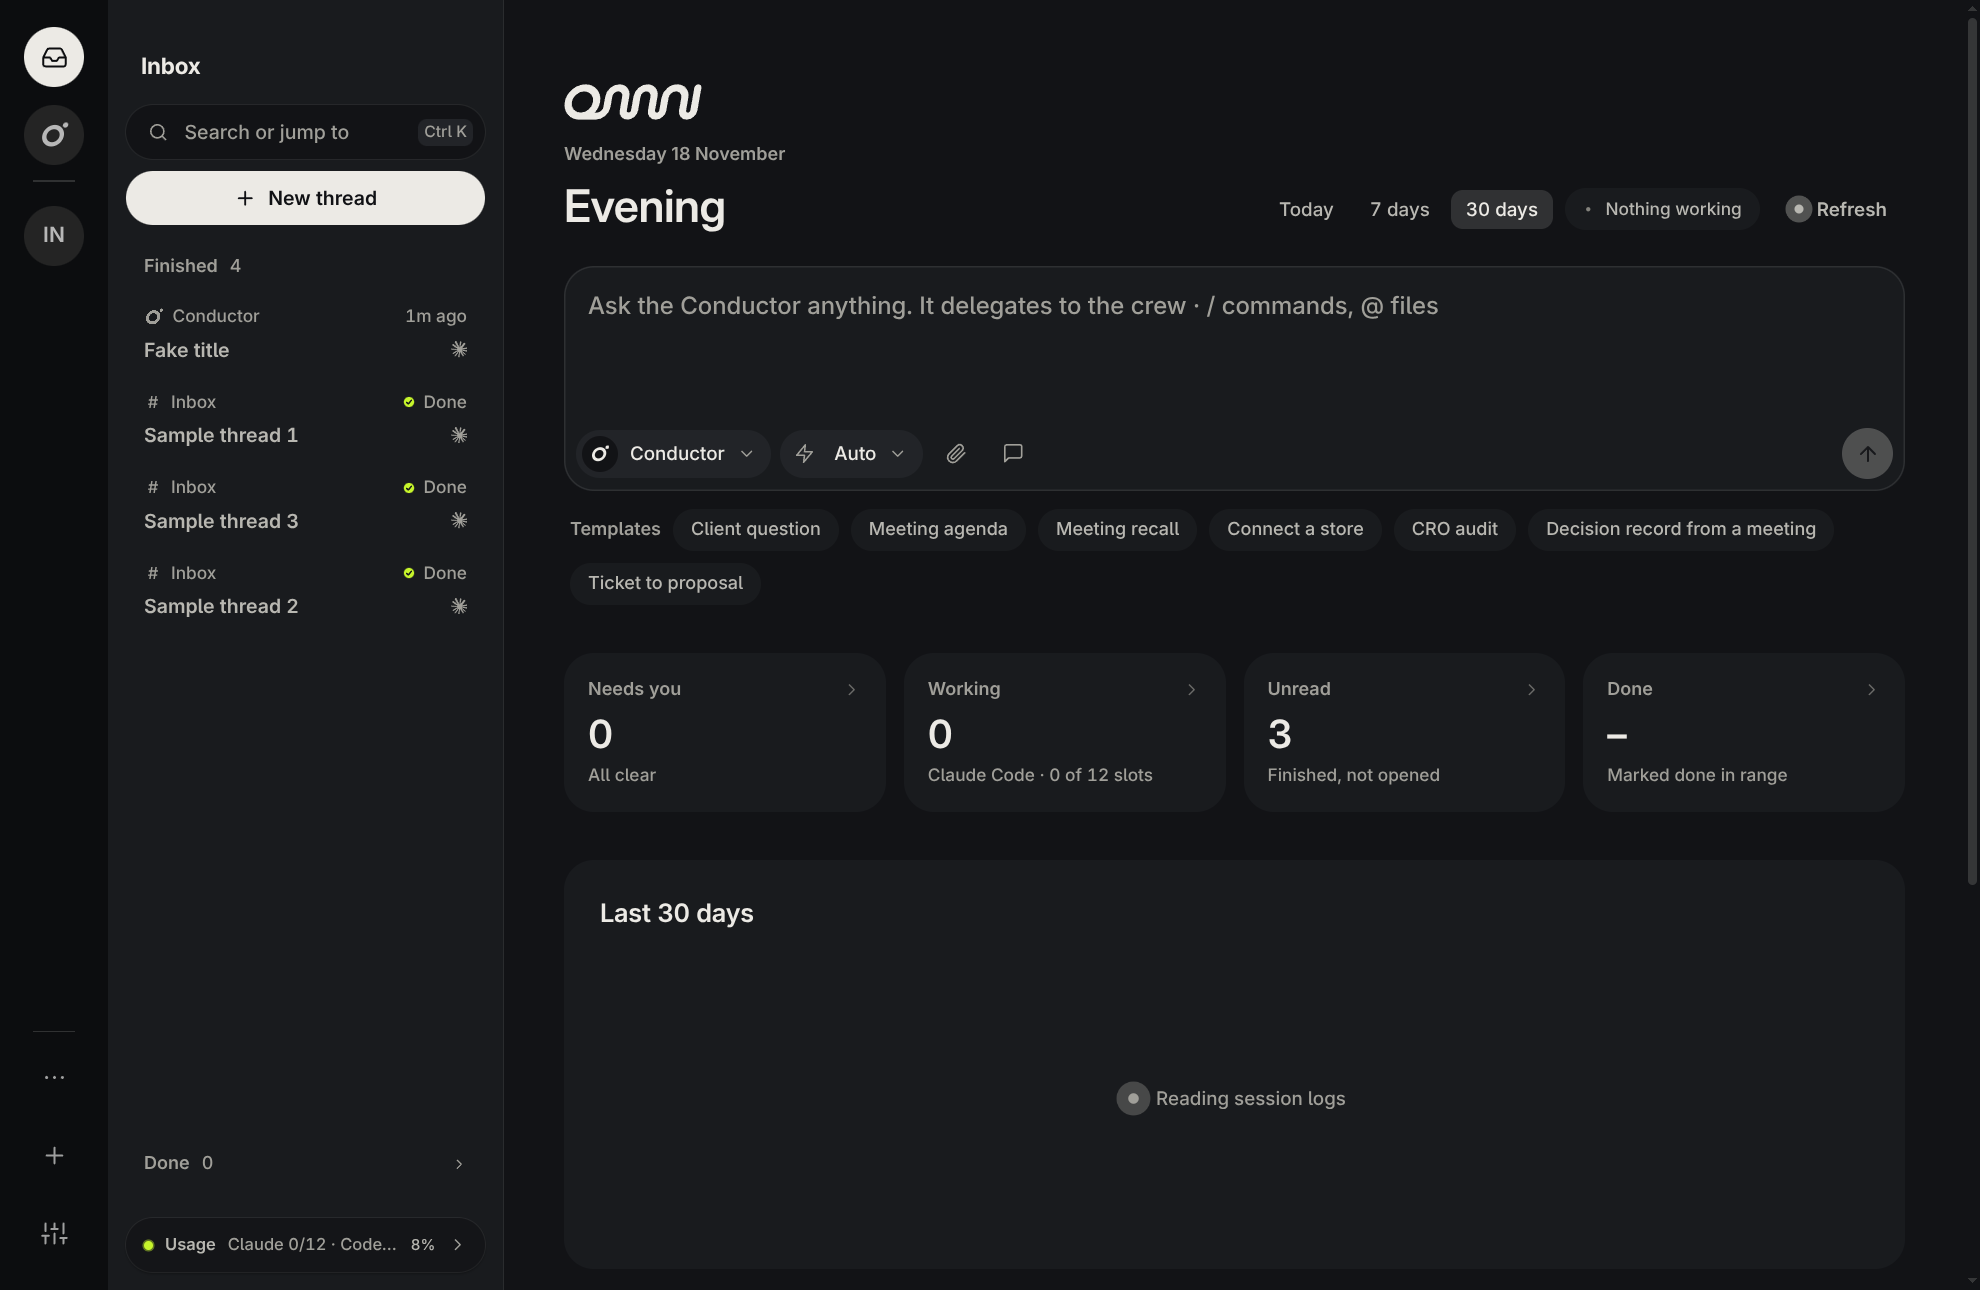 Inbox
Search or jump to
Ctrl K
New thread
IN
Finished 4
Conductor
1m ago
Fake title
# Inbox
Done
Sample thread 1
# Inbox
Done
Sample thread 3
# Inbox
Done
Sample thread 2
Done 0
Usage Claude 0/12 · Code... 8%
omni
Wednesday 18 November
Evening
Today
7 days
30 days
Nothing working
Refresh
Ask the Conductor anything. It delegates to the crew · / commands, @ files
Conductor
Auto
Templates
Client question
Meeting agenda
Meeting recall
Connect a store
CRO audit
Decision record from a meeting
Ticket to proposal
Needs you
0
All clear
Working
0
Claude Code · 0 of 12 slots
Unread
3
Finished, not opened
Done
–
Marked done in range
Last 30 days
Reading session logs